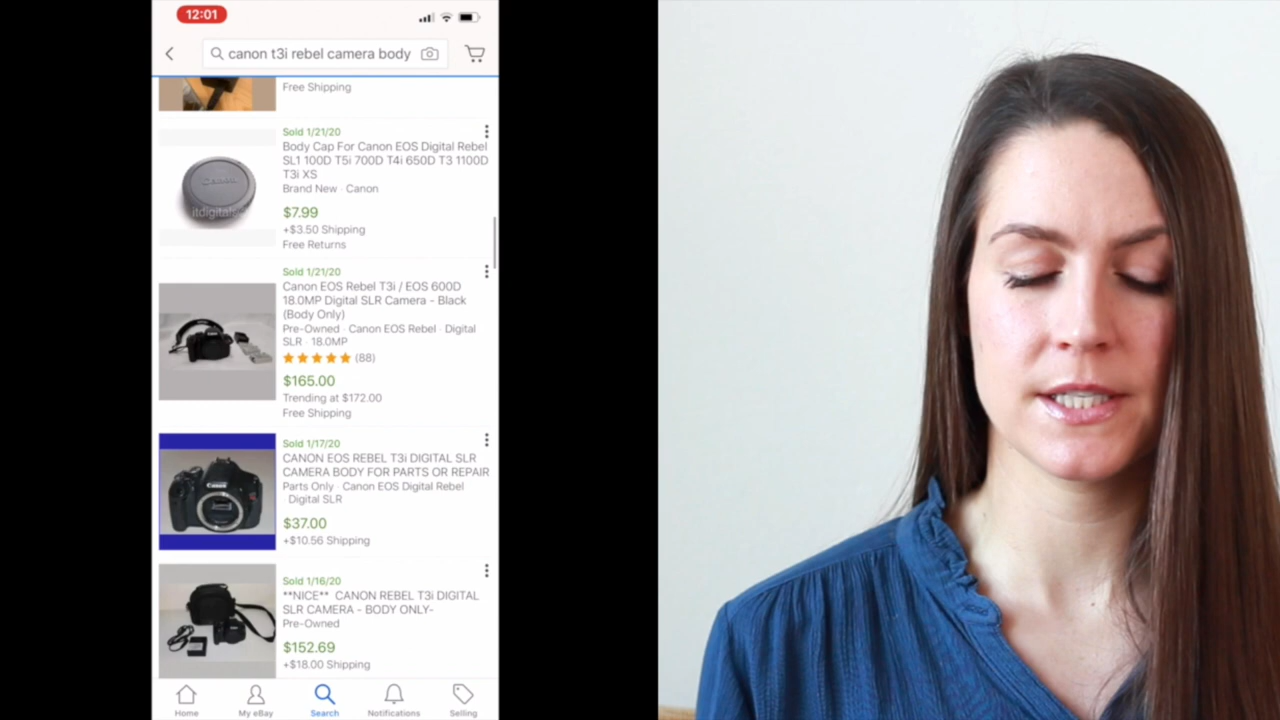 12:01
canon t3i rebel camera body
Free Shipping
Sold 1/21/20
Body Cap For Canon EOS Digital Rebel
SL1 100D T5i 700D T4i 650D T3 1100D
T3i XS
Brand New · Canon
$7.99
+$3.50 Shipping
Free Returns
Canon
itdigitals
Sold 1/21/20
Canon EOS Rebel T3i / EOS 600D
18.0MP Digital SLR Camera - Black
(Body Only)
Pre-Owned · Canon EOS Rebel · Digital
SLR · 18.0MP
(88)
$165.00
Trending at $172.00
Free Shipping
Sold 1/17/20
CANON EOS REBEL T3i DIGITAL SLR
CAMERA BODY FOR PARTS OR REPAIR
Parts Only · Canon EOS Digital Rebel
· Digital SLR
$37.00
+$10.56 Shipping
Sold 1/16/20
**NICE** CANON REBEL T3i DIGITAL
SLR CAMERA - BODY ONLY-
Pre-Owned
$152.69
+$18.00 Shipping
Home
My eBay
Search
Notifications
Selling